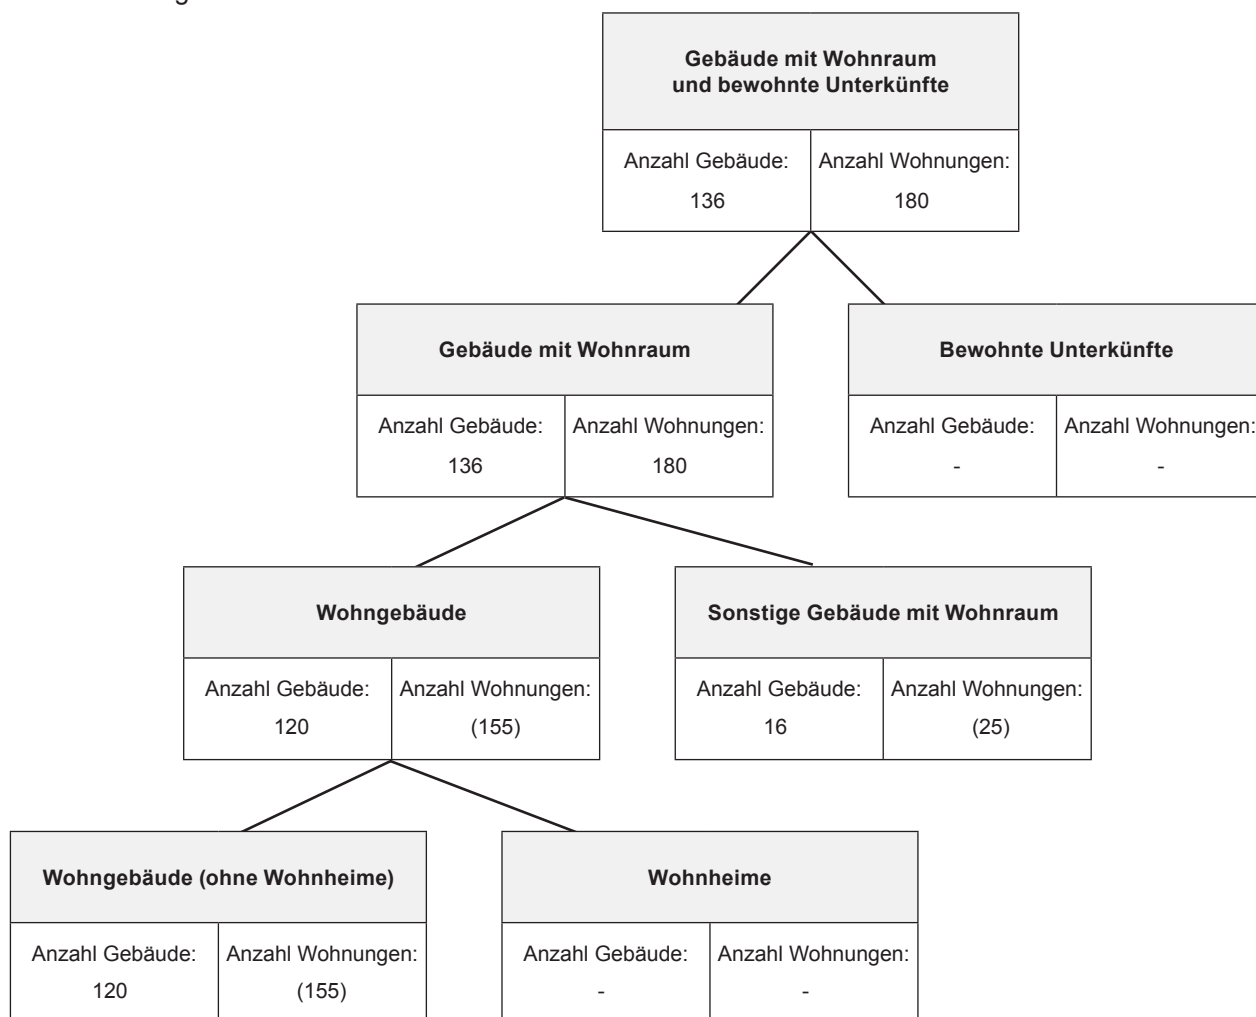 Gebäude mit Wohnraum
und bewohnte Unterkünfte
Anzahl Gebäude: Anzahl Wohnungen:
136 180
Gebäude mit Wohnraum
Bewohnte Unterkünfte
Anzahl Gebäude: Anzahl Wohnungen:
136 180
Anzahl Gebäude: Anzahl Wohnungen:
- -
Wohngebäude
Sonstige Gebäude mit Wohnraum
Anzahl Gebäude: Anzahl Wohnungen:
120 (155)
Anzahl Gebäude: Anzahl Wohnungen:
16 (25)
Wohngebäude (ohne Wohnheime)
Wohnheime
Anzahl Gebäude: Anzahl Wohnungen:
120 (155)
Anzahl Gebäude: Anzahl Wohnungen:
- -